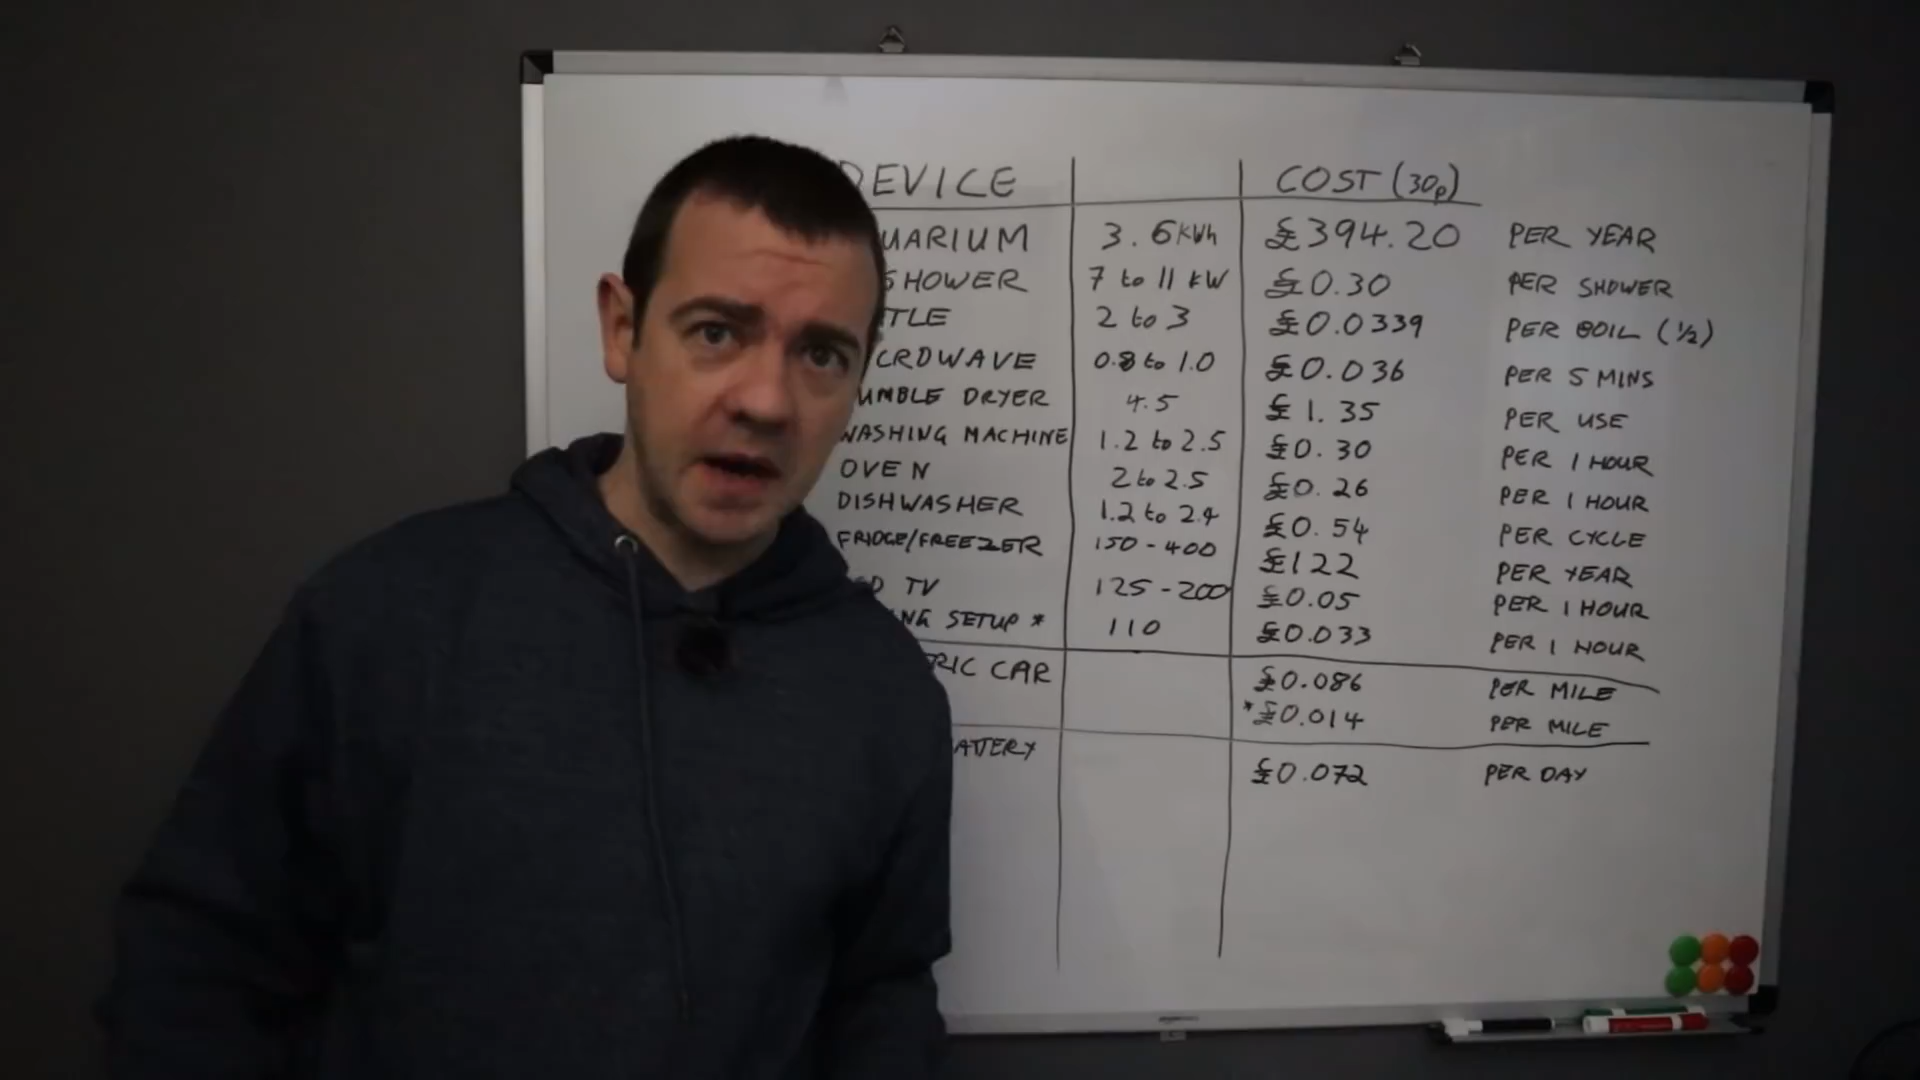 DEVICE COST (30p)
UARIUM 3.6 kWh £394.20 PER YEAR
SHOWER 7 to 11 kW £0.30 PER SHOWER
TLE 2 to 3 £0.0339 PER BOIL (1/2)
CROWAVE 0.8 to 1.0 £0.036 PER 5 MINS
UMBLE DRYER 4.5 £1.35 PER USE
WASHING MACHINE 1.2 to 2.5 £0.30 PER 1 HOUR
OVEN 2 to 2.5 £0.26 PER 1 HOUR
DISHWASHER 1.2 to 2.4 £0.54 PER CYCLE
FRIDGE/FREEZER 150 - 400 £122 PER YEAR
D TV 125 - 200 £0.05 PER 1 HOUR
NG SETUP * 110 £0.033 PER 1 HOUR
RIC CAR £0.086 PER MILE
*£0.014 PER MILE
ATTERY £0.072 PER DAY